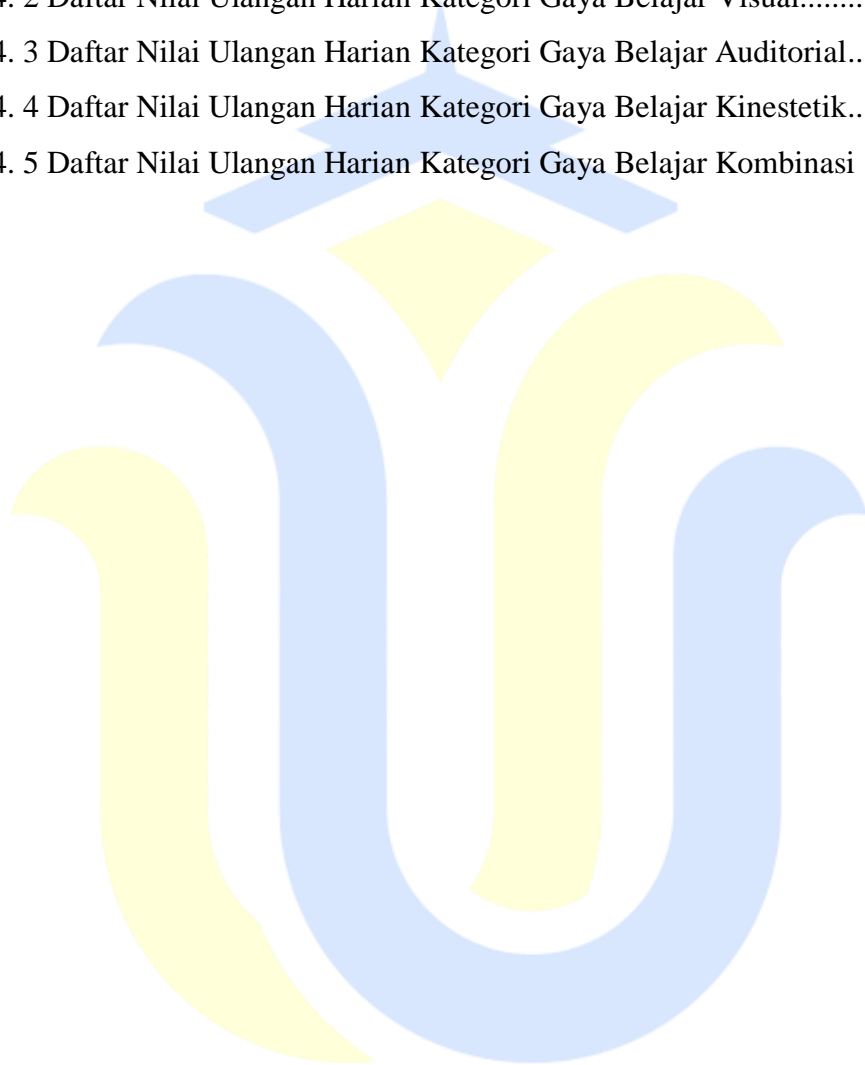 4. 2 Daftar Nilai Ulangan Harian Kategori Gaya Belajar Visual........
4. 3 Daftar Nilai Ulangan Harian Kategori Gaya Belajar Auditorial..
4. 4 Daftar Nilai Ulangan Harian Kategori Gaya Belajar Kinestetik..
4. 5 Daftar Nilai Ulangan Harian Kategori Gaya Belajar Kombinasi